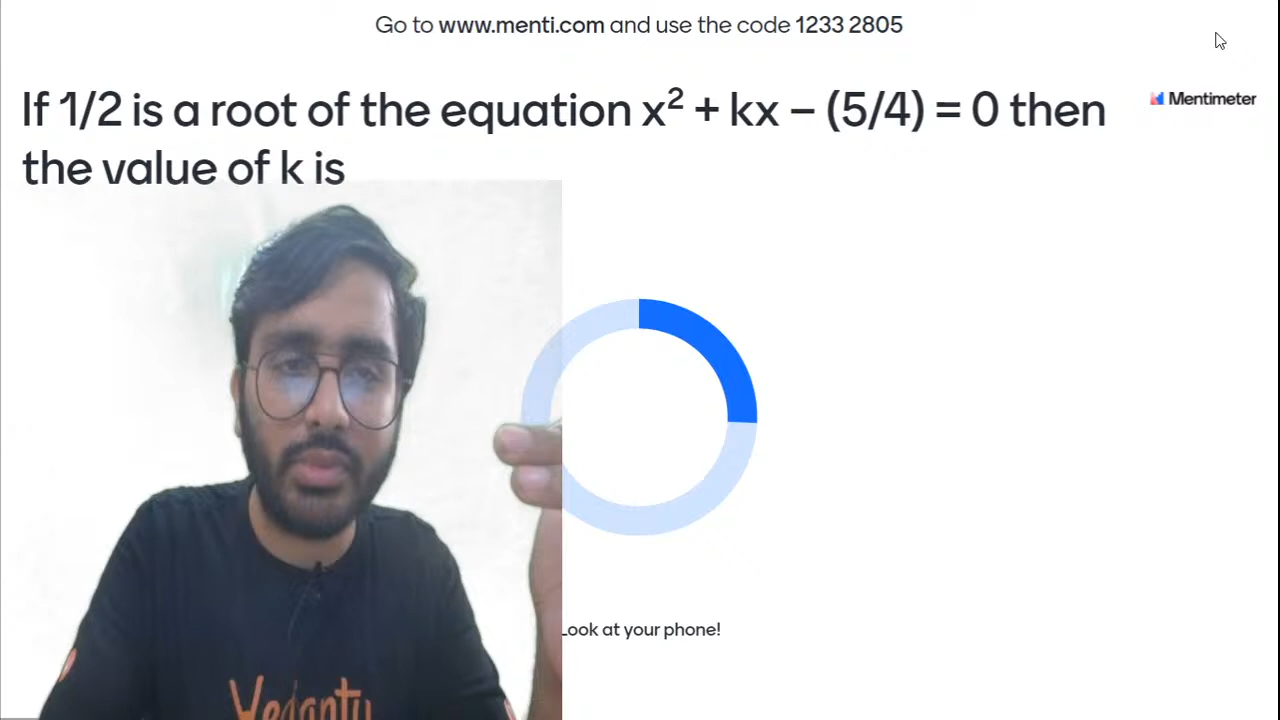 Go to www.menti.com and use the code 1233 2805
If 1/2 is a root of the equation x² + kx – (5/4) = 0 then
the value of k is
Mentimeter
Look at your phone!
Vedantu